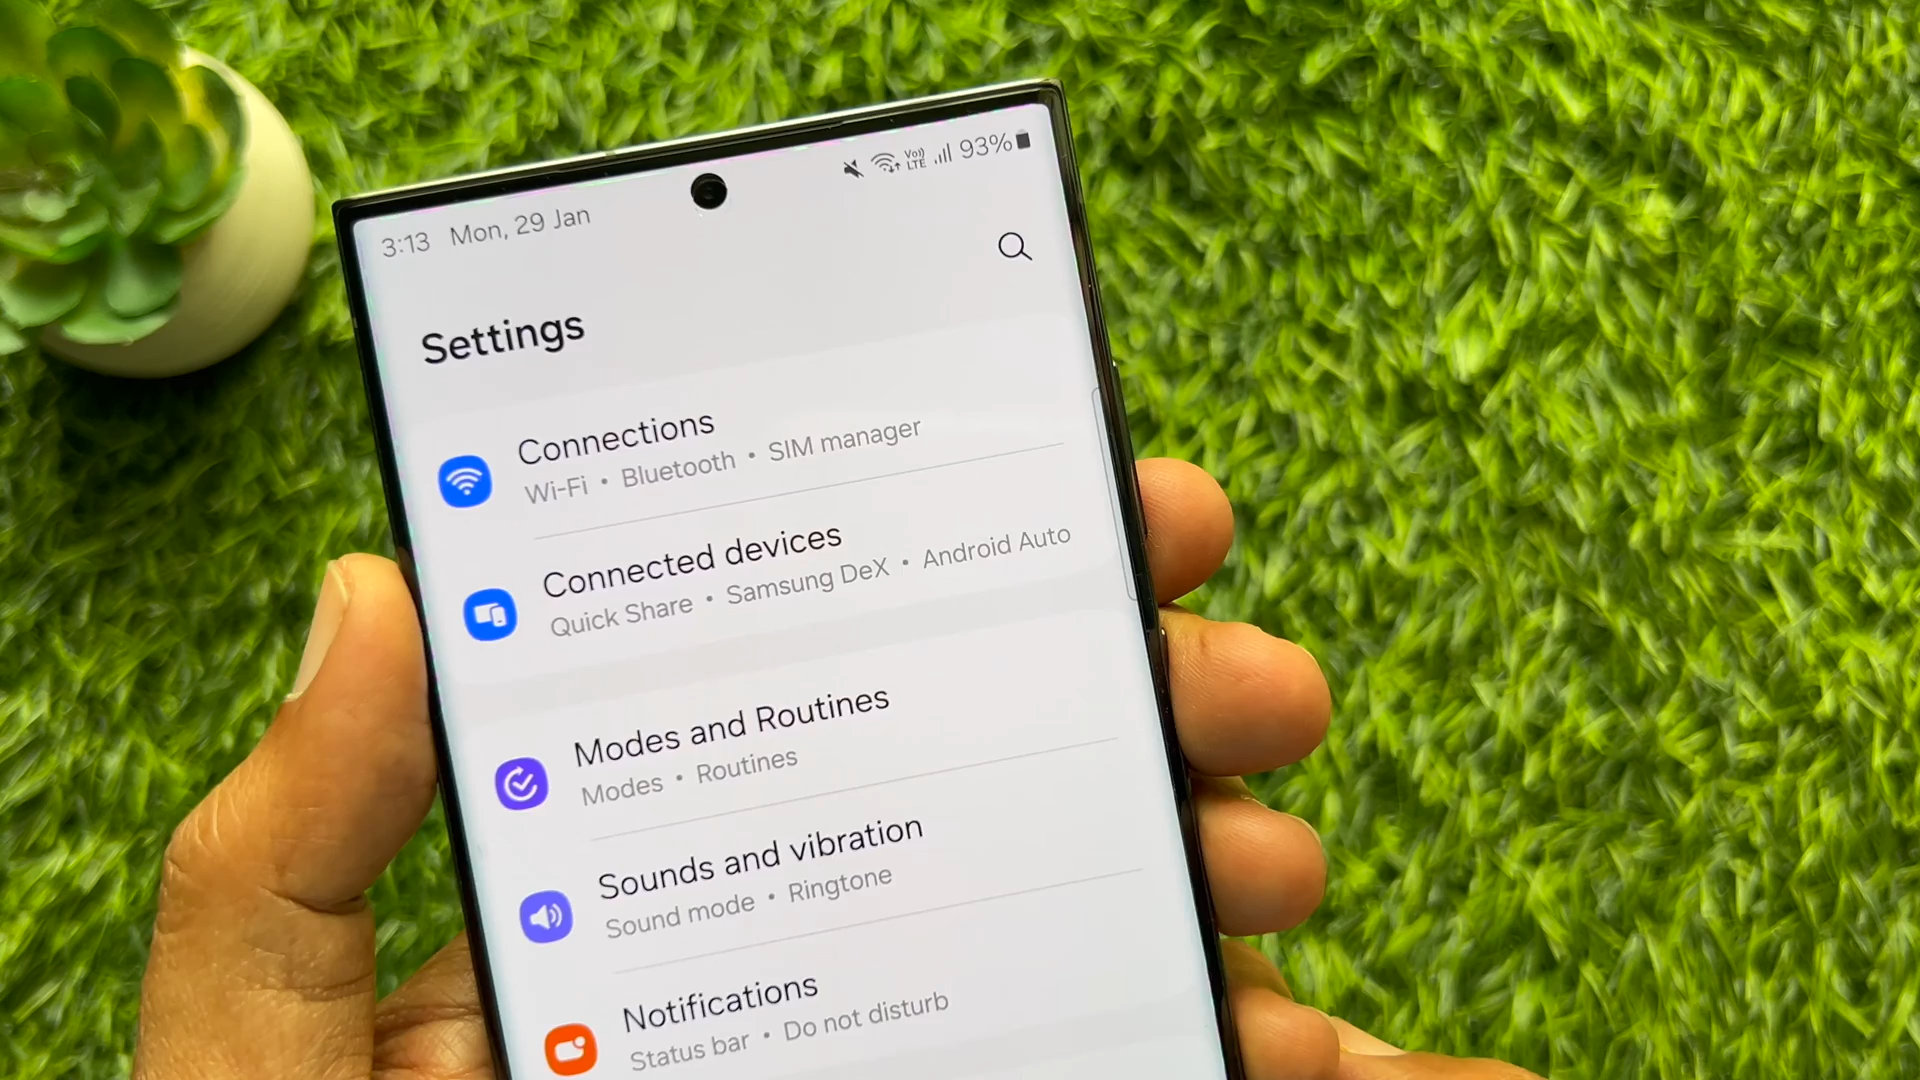 3:13 Mon, 29 Jan
Vo)) LTE 93%
Settings
Connections
Wi-Fi • Bluetooth • SIM manager
Connected devices
Quick Share • Samsung DeX • Android Auto
Modes and Routines
Modes • Routines
Sounds and vibration
Sound mode • Ringtone
Notifications
Status bar • Do not disturb